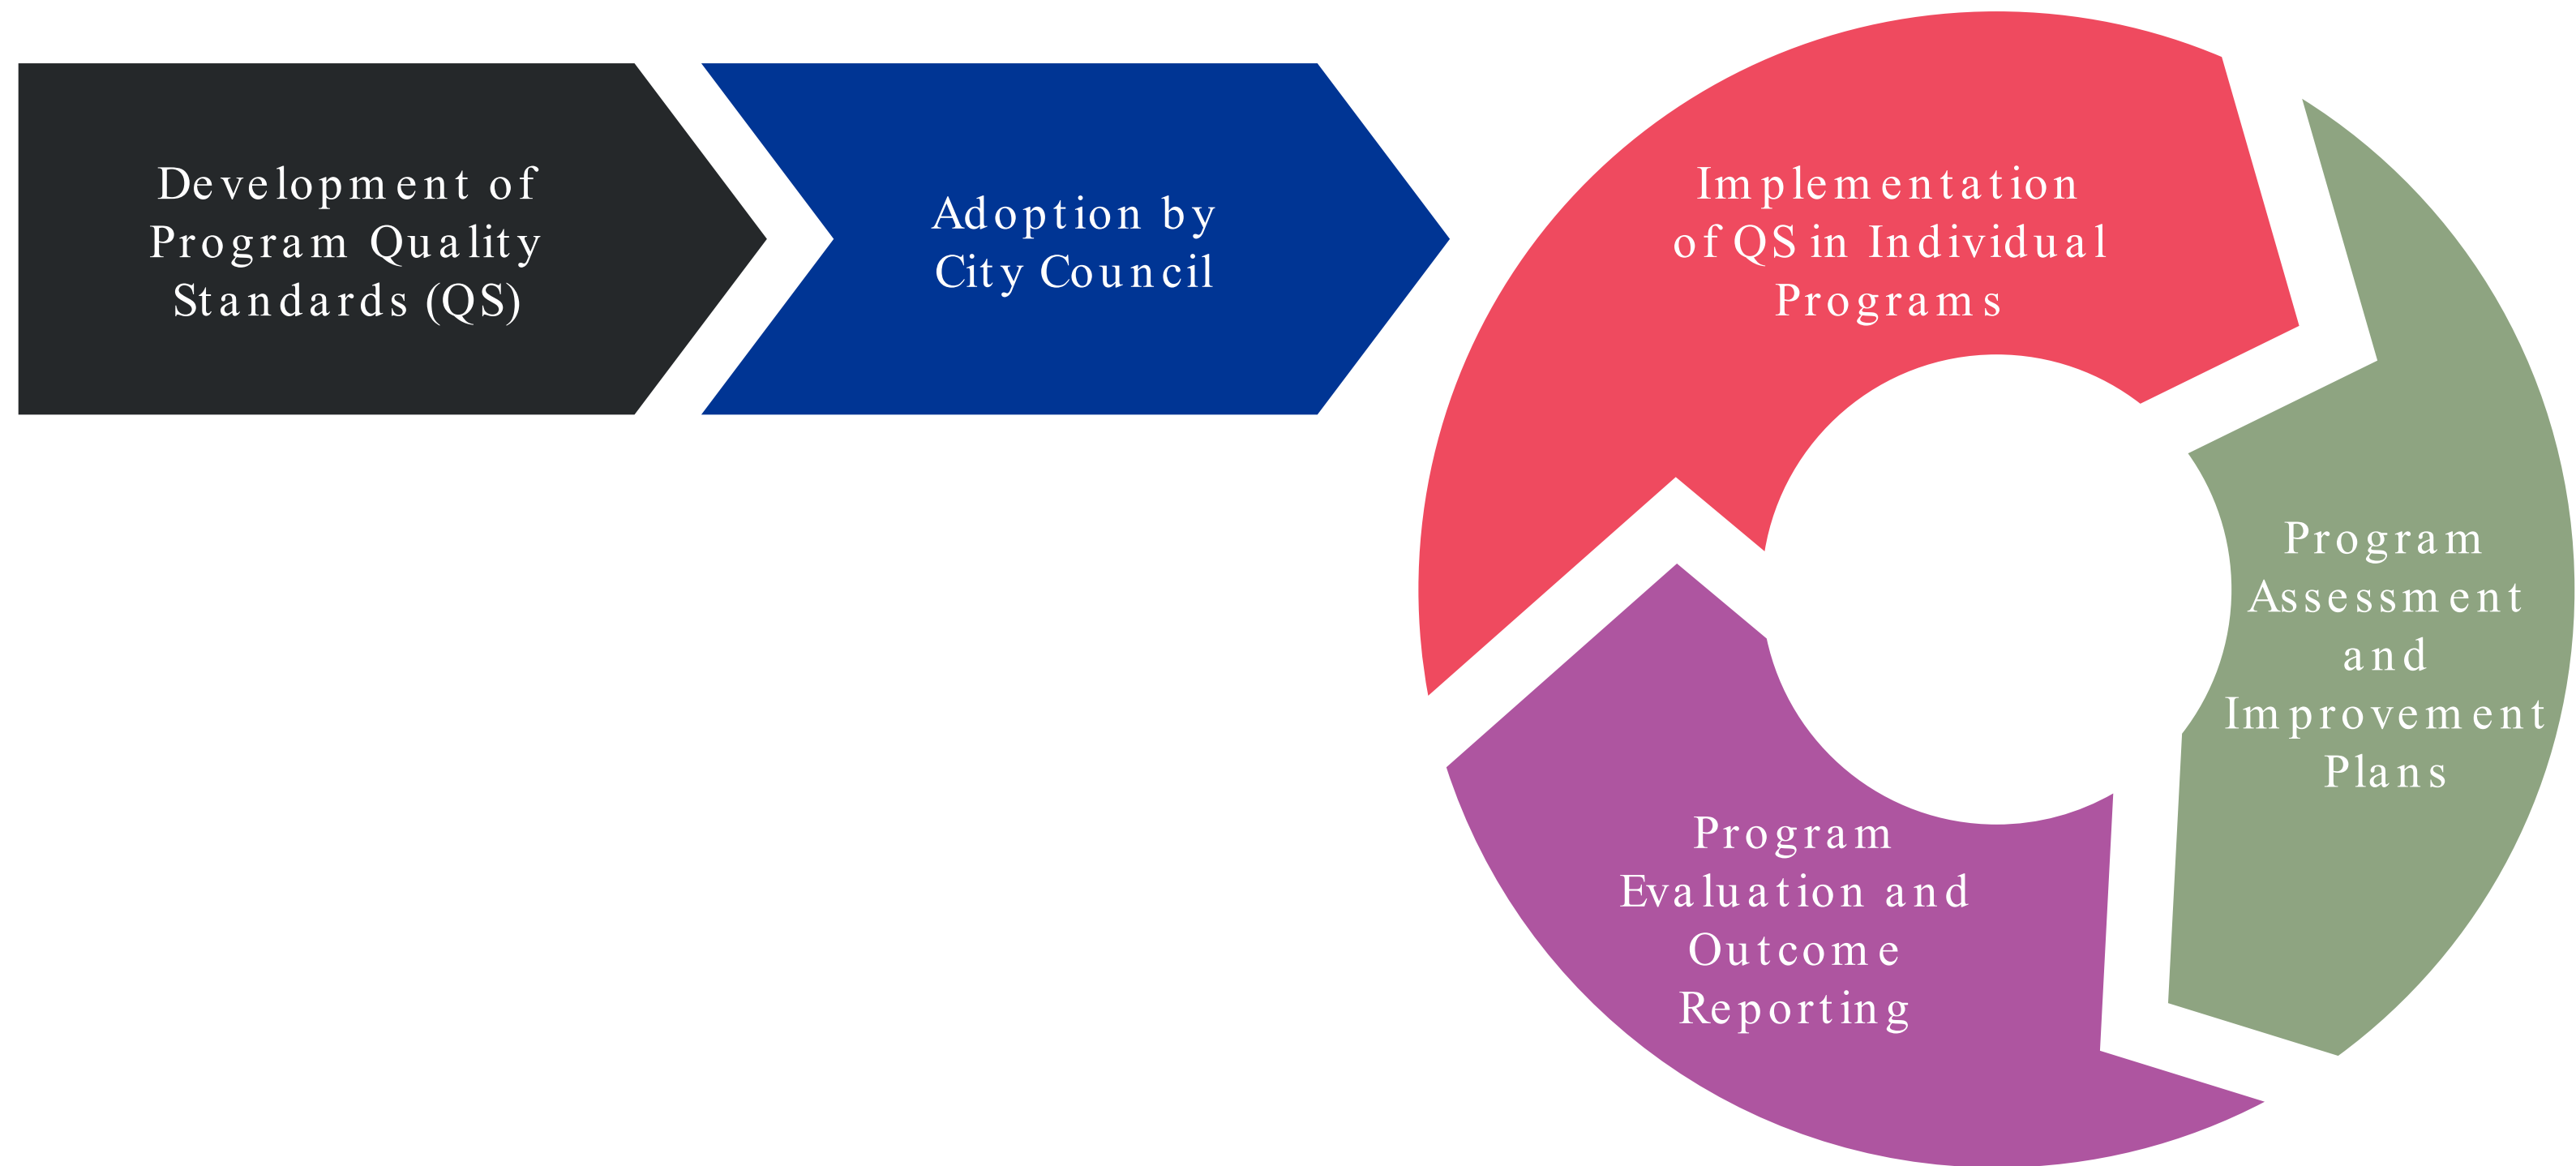 Development of
Program Quality
Standards (QS)
Adoption by
City Council
Implementation
of QS in Individual
Programs
Program
Assessment
and
Improvement
Plans
Program
Evaluation and
Outcome
Reporting